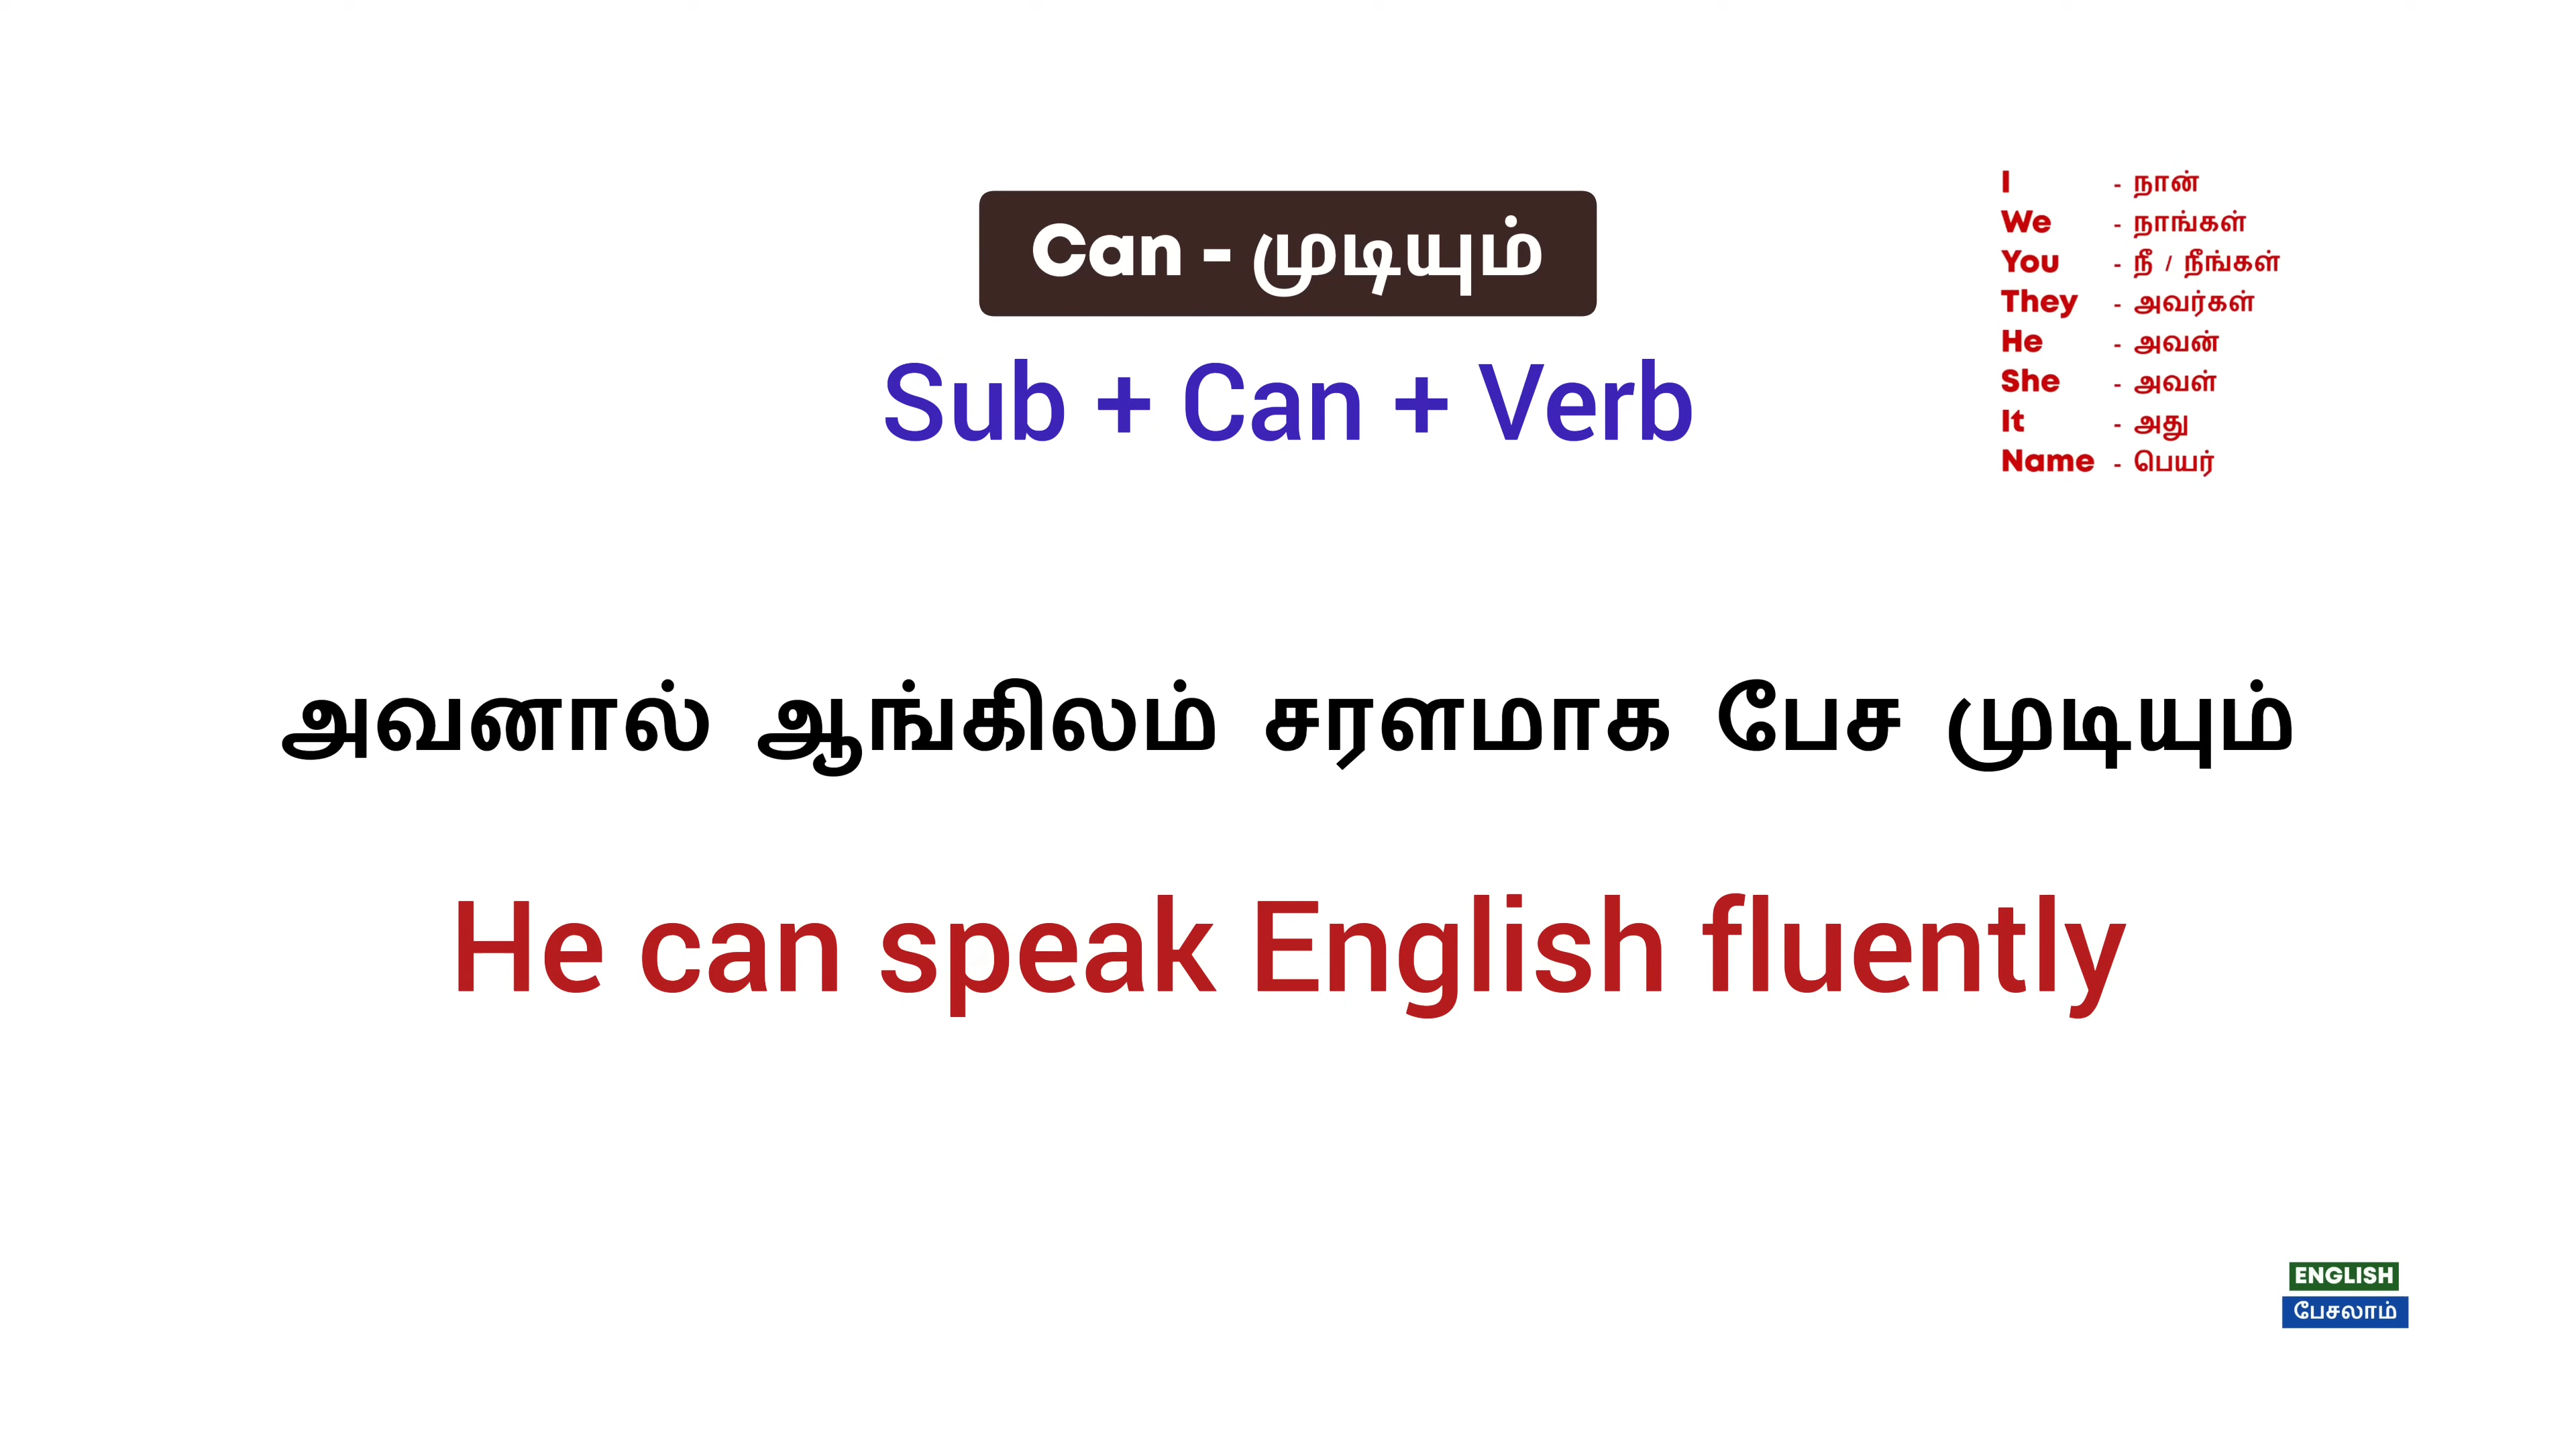 Can - முடியும்
Sub + Can + Verb
I - நான்
We - நாங்கள்
You - நீ / நீங்கள்
They - அவர்கள்
He - அவன்
She - அவள்
It - அது
Name - பெயர்
அவனால் ஆங்கிலம் சரளமாக பேச முடியும்
He can speak English fluently
ENGLISH
பேசலாம்